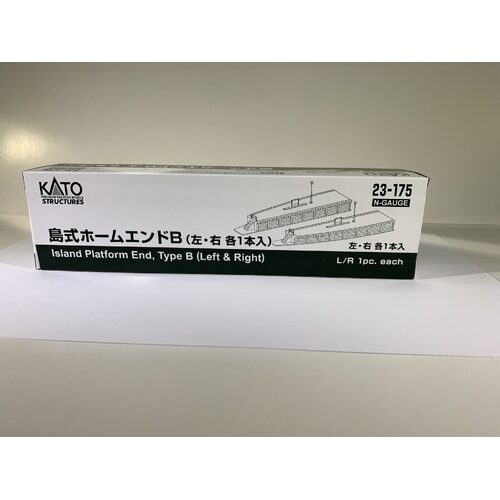 KATO
STRUCTURES
23-175
N-GAUGE
島式ホームエンドB(左・右 各1本入)
左・右 各1本入
Island Platform End, Type B (Left & Right)
L/R 1pc. each